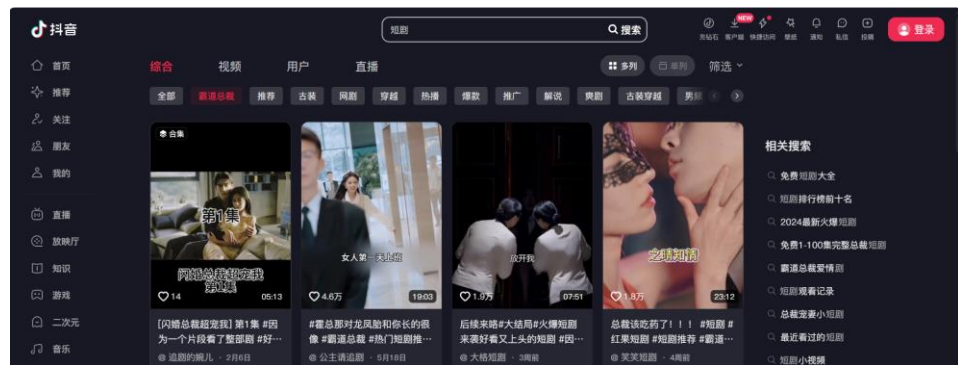 抖音
短剧
搜索
充钻石
NEW
客户端
快捷访问
壁纸
通知
私信
投稿
登录
首页
推荐
关注
朋友
我的
直播
放映厅
知识
游戏
二次元
音乐
综合
视频
用户
直播
多列
单列
筛选
全部
霸道总裁
推荐
古装
网剧
穿越
热播
爆款
推广
解说
爽剧
古装穿越
合集
第1集
闪婚总裁超宠我
第1集
14
05:13
[闪婚总裁超宠我] 第1集 #因
为一个片段看了整部剧 #好…
@ 追剧的婉儿 · 2月6日
4.6万
19:03
#霍总那对龙凤胎和你长的很
像 #霸道总裁 #热门短剧推…
@ 公主请追剧 · 5月18日
放开我
1.9万
07:51
后续来咯#大结局#火爆短剧
来袭好看又上头的短剧 #因…
@ 大格短剧 · 3周前
之晴知情
1.8万
23:12
总裁该吃药了！！！ #短剧 #
红果短剧 #短剧推荐 #霸道…
@ 笑笑短剧 · 4周前
相关搜索
免费短剧大全
短剧排行榜前十名
2024最新火爆短剧
免费1-100集完整总裁短剧
霸道总裁爱情剧
短剧观看记录
总裁宠妻小短剧
最近看过的短剧
短剧小视频